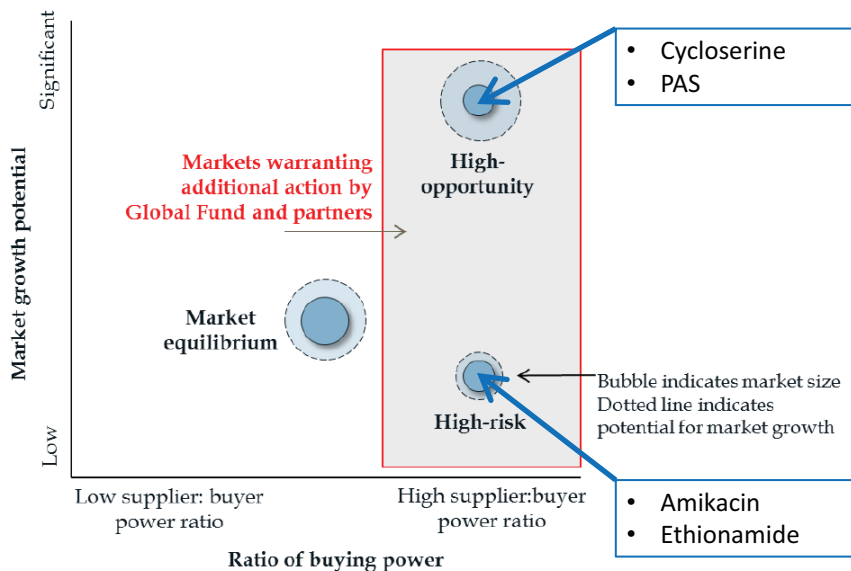 Significant
Market growth potential
Low
• Cycloserine
• PAS
Markets warranting
additional action by
Global Fund and partners
High-
opportunity
Market
equilibrium
High-risk
Bubble indicates market size
Dotted line indicates
potential for market growth
• Amikacin
• Ethionamide
Low supplier: buyer
power ratio
High supplier:buyer
power ratio
Ratio of buying power